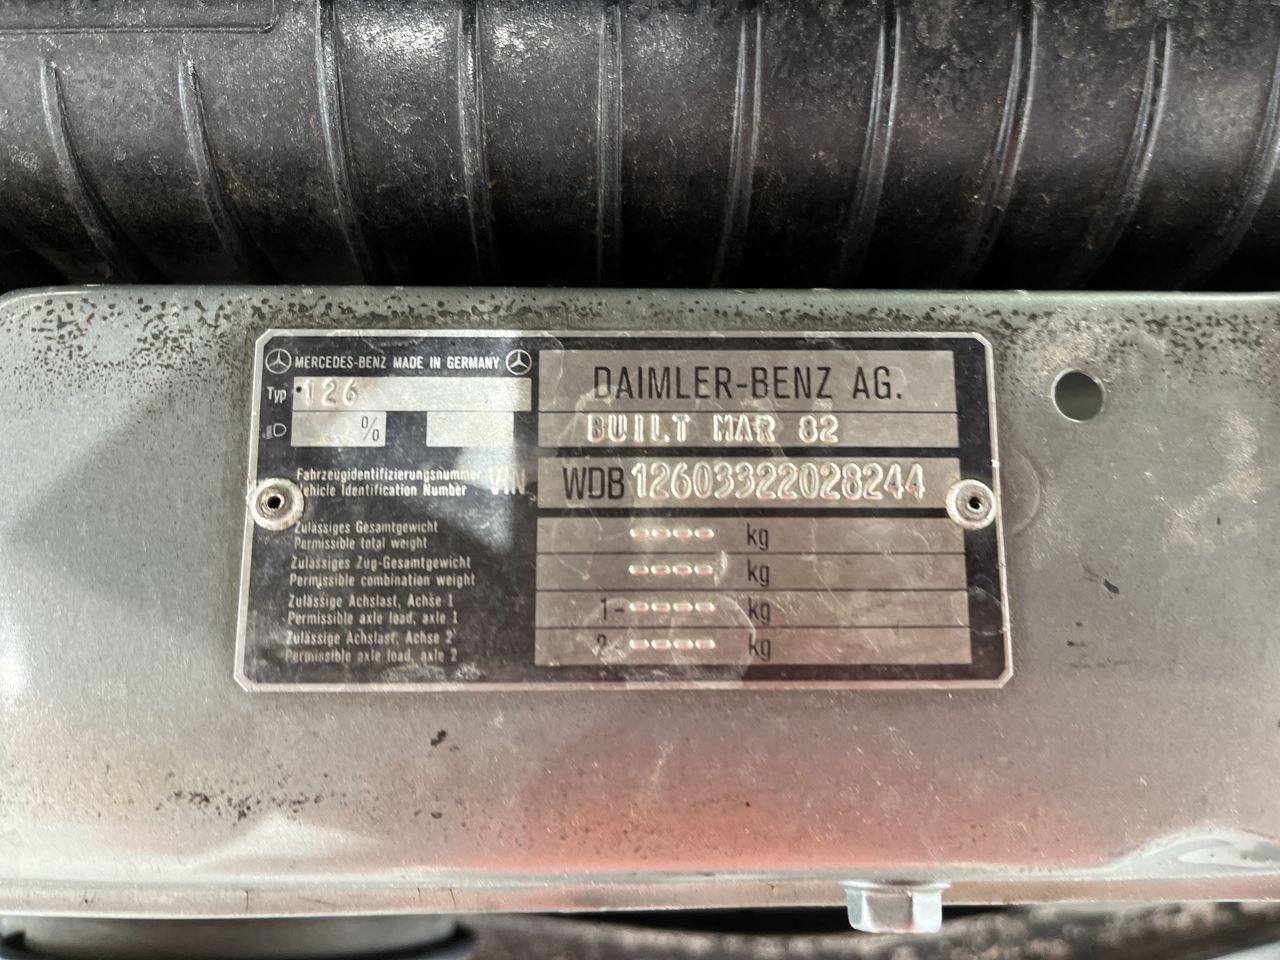 MERCEDES-BENZ MADE IN GERMANY
Typ 126
%
DAIMLER-BENZ AG.
BUILT MAR 82
Fahrzeugidentifizierungsnummer
Vehicle Identification Number VIN
WDB 12603322028244
Zulässiges Gesamtgewicht
Permissible total weight
---- kg
Zulässiges Zug-Gesamtgewicht
Permissible combination weight
---- kg
Zulässige Achslast, Achse 1
Permissible axle load, axle 1
1- ---- kg
Zulässige Achslast, Achse 2
Permissible axle load, axle 2
2- ---- kg